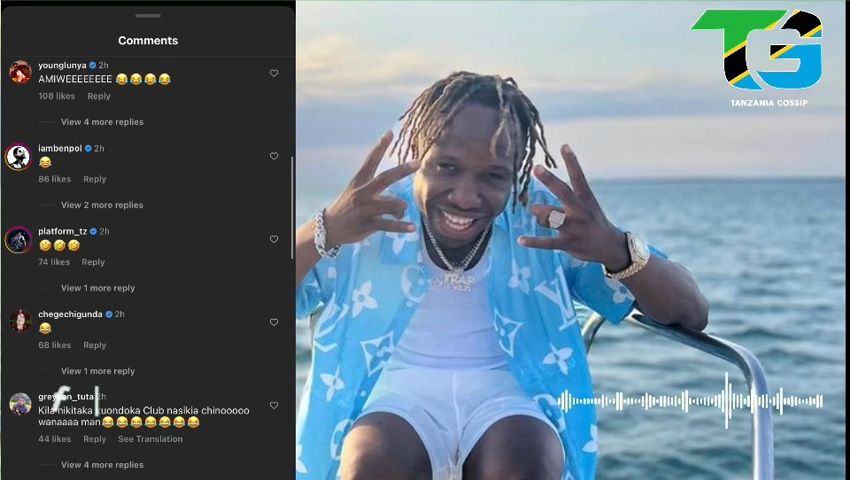 Comments
younglunya 2h
AMIWEEEEEEEE 😂😂😂😂
108 likes Reply
View 4 more replies
iambenpol 2h
😂
86 likes Reply
View 2 more replies
platform_tz 2h
🤣🤣🤣
74 likes Reply
View 1 more reply
chegechigunda 2h
😂
68 likes Reply
View 1 more reply
2h
Kila nikitaka kuondoka Club nasikia chinooooo
wanaaaa man😂😂😂😂😂😂😂
44 likes Reply See Translation
View 4 more replies
TG
TANZANIA GOSSIP
TRAP